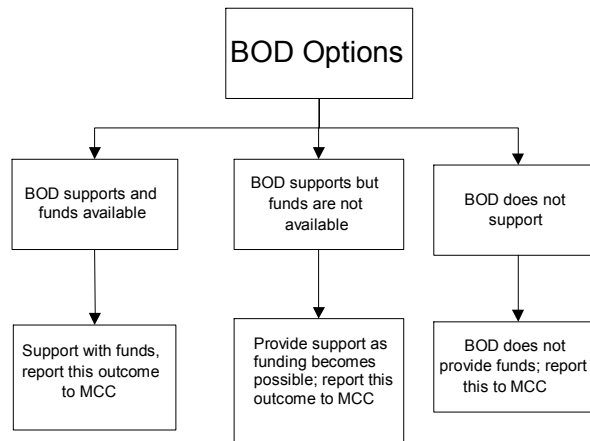 BOD Options
BOD supports and
funds available
BOD supports but
funds are not
available
BOD does not
support
Support with funds,
report this outcome
to MCC
Provide support as
funding becomes
possible; report this
outcome to MCC
BOD does not
provide funds; report
this to MCC